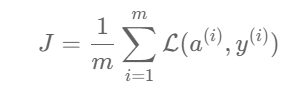 J = \frac{1}{m} \sum_{i=1}^{m} \mathcal{L}(a^{(i)}, y^{(i)})